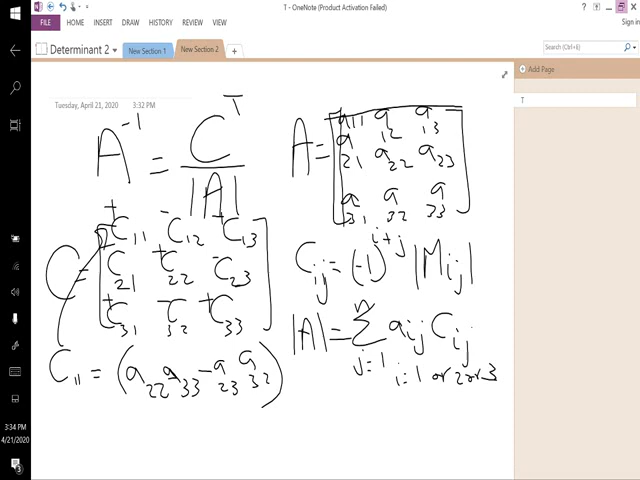 T - OneNote (Product Activation Failed)
FILE HOME INSERT DRAW HISTORY REVIEW VIEW
Sign in
Determinant 2 New Section 1 New Section 2 +
Search (Ctrl+E)
Add Page
T
Tuesday, April 21, 2020 3:32 PM
A⁻¹ = Cᵀ / |A|
A = [a11 a12 a13
a21 a22 a23
a31 a32 a33]
C = [+C11 -C12 +C13
-C21 +C22 -C23
+C31 -C32 +C33]
Cij = (-1)^(i+j) |Mij|
|A| = Σ aij Cij
n
j=1
i=1 or 2 or 3
C11 = (a22 a33 - a23 a32)
3:34 PM
4/21/2020